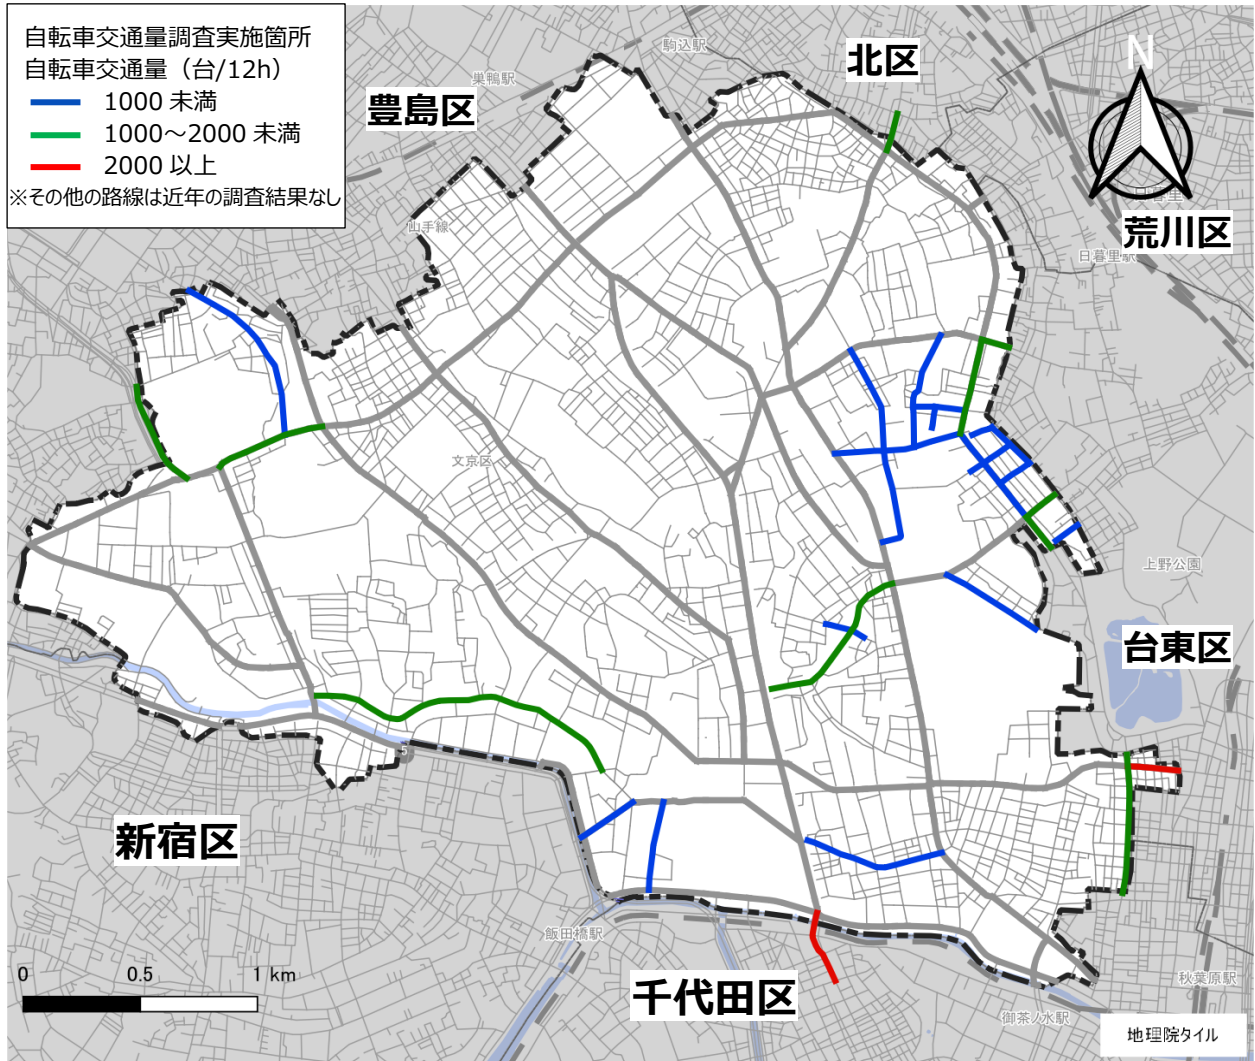 自転車交通量調査実施箇所
自転車交通量（台/12h）
1000 未満
1000～2000 未満
2000 以上
※その他の路線は近年の調査結果なし
駒込駅
北区
N
巣鴨駅
豊島区
日暮里
荒川区
山手線
日暮里駅
文京区
上野公園
台東区
5
新宿区
飯田橋駅
0 0.5 1 km
千代田区
秋葉原駅
御茶ノ水駅
地理院タイル